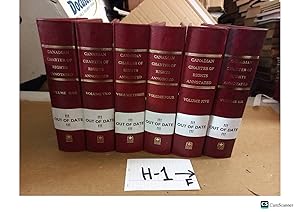 CANADIAN
CHARTER OF
RIGHTS
ANNOTATED
VOLUME ONE
!!!
OUT OF DATE
!!!
CANADIAN
CHARTER OF
RIGHTS
ANNOTATED
VOLUME TWO
!!!
OUT OF DATE
!!!
CANADIAN
CHARTER OF
RIGHTS
ANNOTATED
VOLUME THREE
!!!
OUT OF DATE
!!!
CANADIAN
CHARTER OF
RIGHTS
ANNOTATED
VOLUME FOUR
!!!
OUT OF DATE
!!!
CANADIAN
CHARTER OF
RIGHTS
ANNOTATED
VOLUME FIVE
!!!
OUT OF DATE
!!!
CANADIAN
CHARTER OF
RIGHTS
ANNOTATED
VOLUME SIX
!!!
OUT OF DATE
!!!
H-1→
F
CS CamScanner